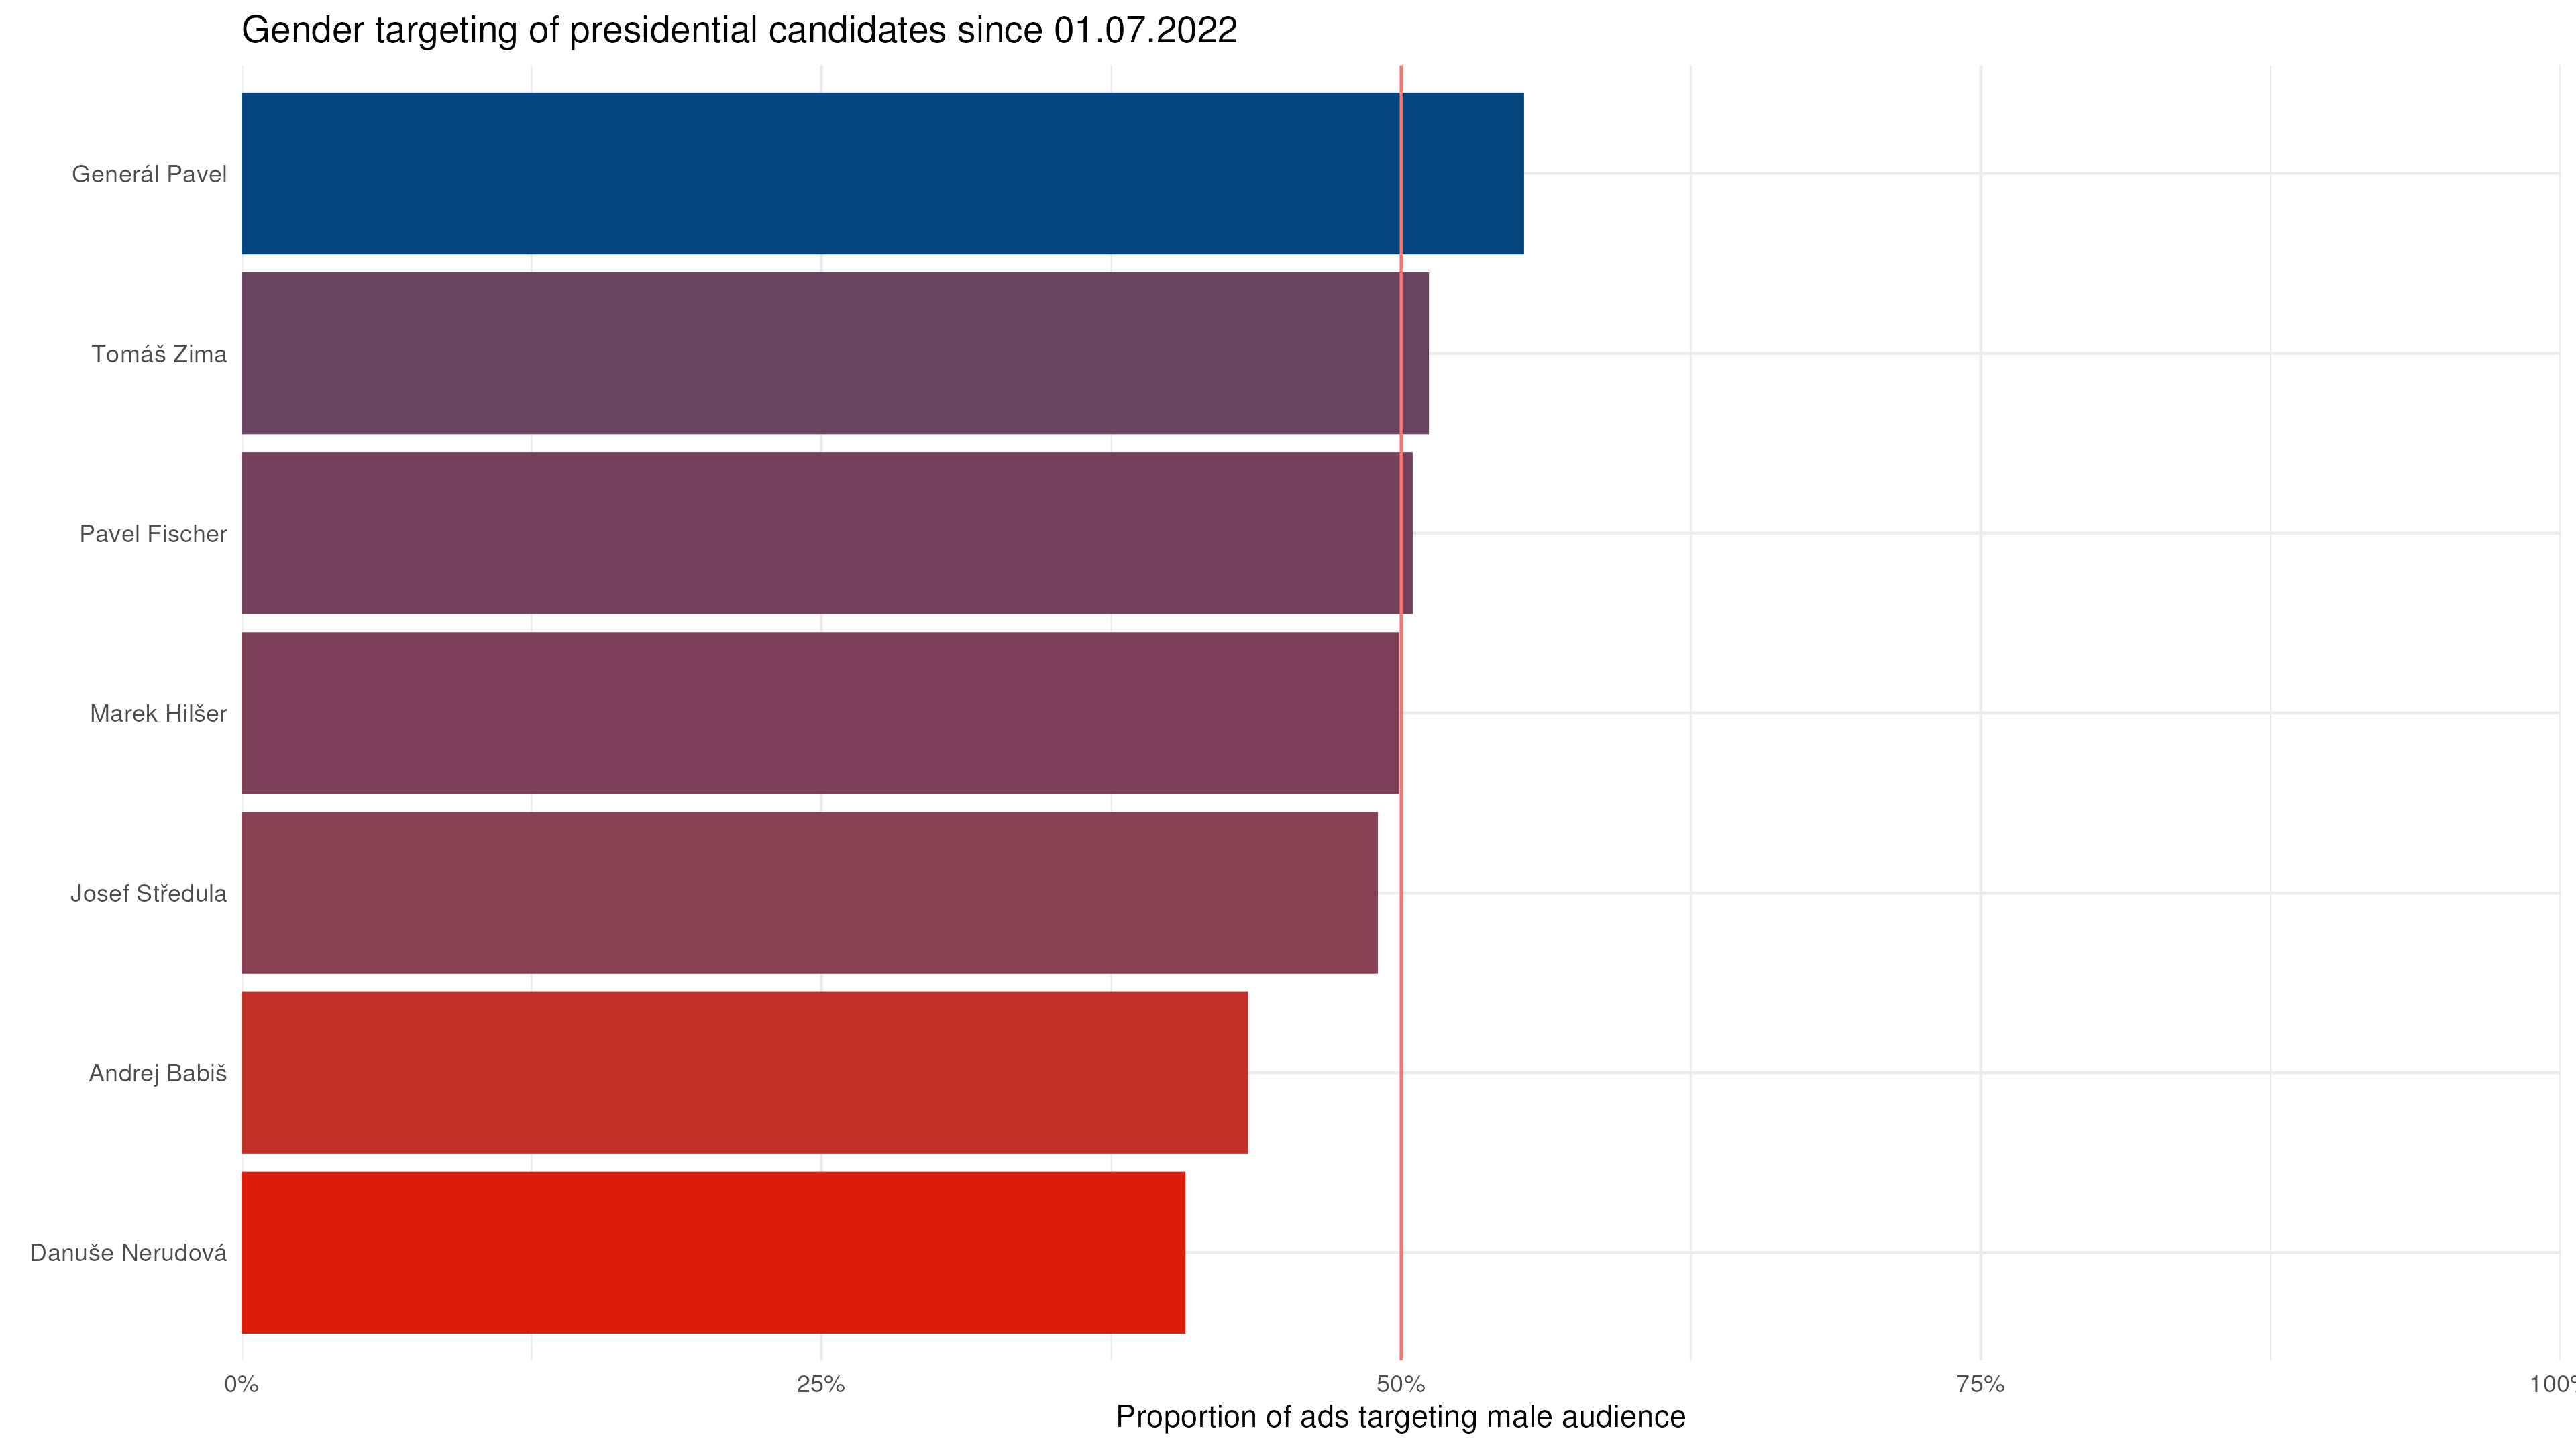 Gender targeting of presidential candidates since 01.07.2022
Generál Pavel
Tomáš Zima
Pavel Fischer
Marek Hilšer
Josef Středula
Andrej Babiš
Danuše Nerudová
0% 25% 50% 75% 100%
Proportion of ads targeting male audience